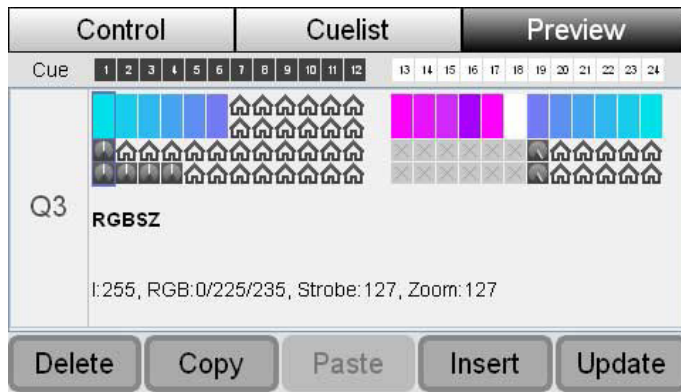 Control Cuelist Preview
Cue 1 2 3 4 5 6 7 8 9 10 11 12 13 14 15 16 17 18 19 20 21 22 23 24
Q3
RGBSZ
I:255, RGB:0/225/235, Strobe:127, Zoom:127
Delete Copy Paste Insert Update